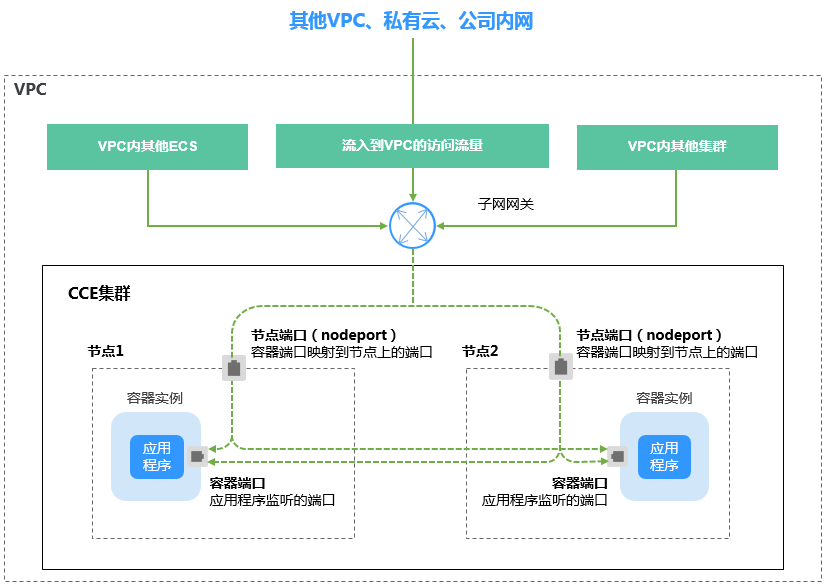 其他VPC、私有云、公司内网
VPC
VPC内其他ECS
流入到VPC的访问流量
VPC内其他集群
子网网关
CCE集群
节点1
节点端口（nodeport）
容器端口映射到节点上的端口
节点2
节点端口（nodeport）
容器端口映射到节点上的端口
容器实例
应用
程序
容器端口
应用程序监听的端口
容器实例
应用
程序
容器端口
应用程序监听的端口